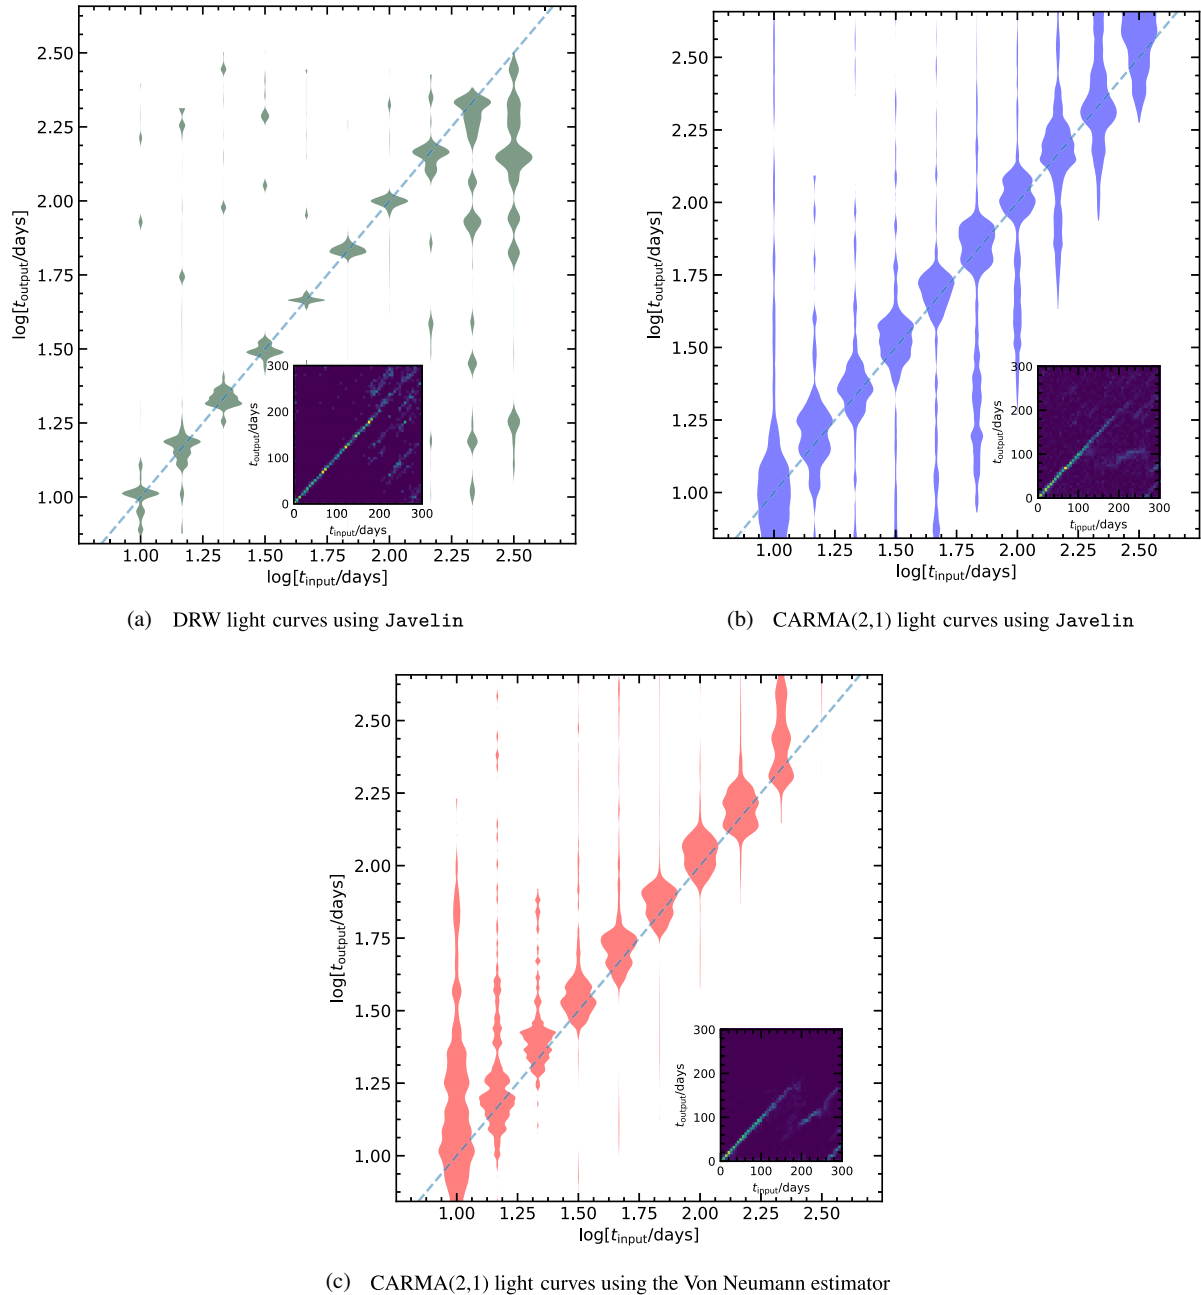 2.50
2.25
2.00
1.75
1.50
1.25
1.00
log[t_output/days]
300
200
100
0
t_output/days
0 100 200 300
t_input/days
1.00 1.25 1.50 1.75 2.00 2.25 2.50
log[t_input/days]
(a) DRW light curves using Javelin
2.50
2.25
2.00
1.75
1.50
1.25
1.00
log[t_output/days]
300
200
100
0
t_output/days
0 100 200 300
t_input/days
1.00 1.25 1.50 1.75 2.00 2.25 2.50
log[t_input/days]
(b) CARMA(2,1) light curves using Javelin
2.50
2.25
2.00
1.75
1.50
1.25
1.00
log[t_output/days]
300
200
100
0
t_output/days
0 100 200 300
t_input/days
1.00 1.25 1.50 1.75 2.00 2.25 2.50
log[t_input/days]
(c) CARMA(2,1) light curves using the Von Neumann estimator